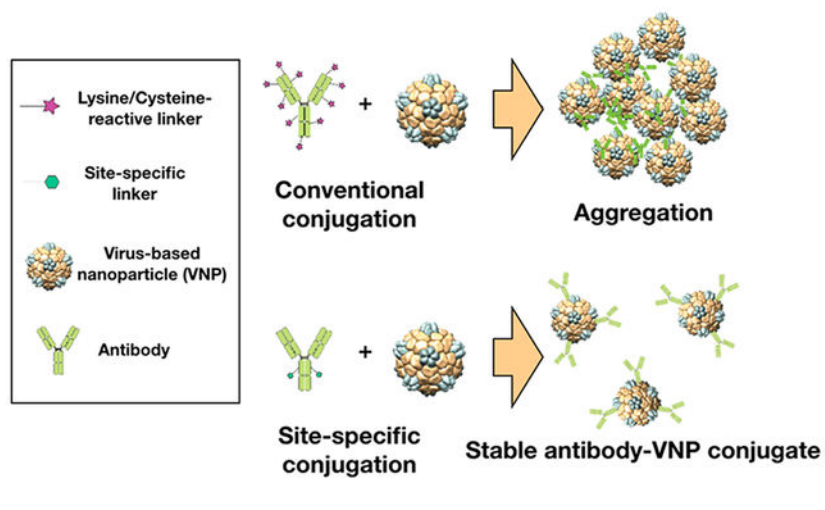 Lysine/Cysteine-
reactive linker
Site-specific
linker
Virus-based
nanoparticle (VNP)
Antibody
+
Conventional
conjugation
Aggregation
+
Site-specific
conjugation
Stable antibody-VNP conjugate